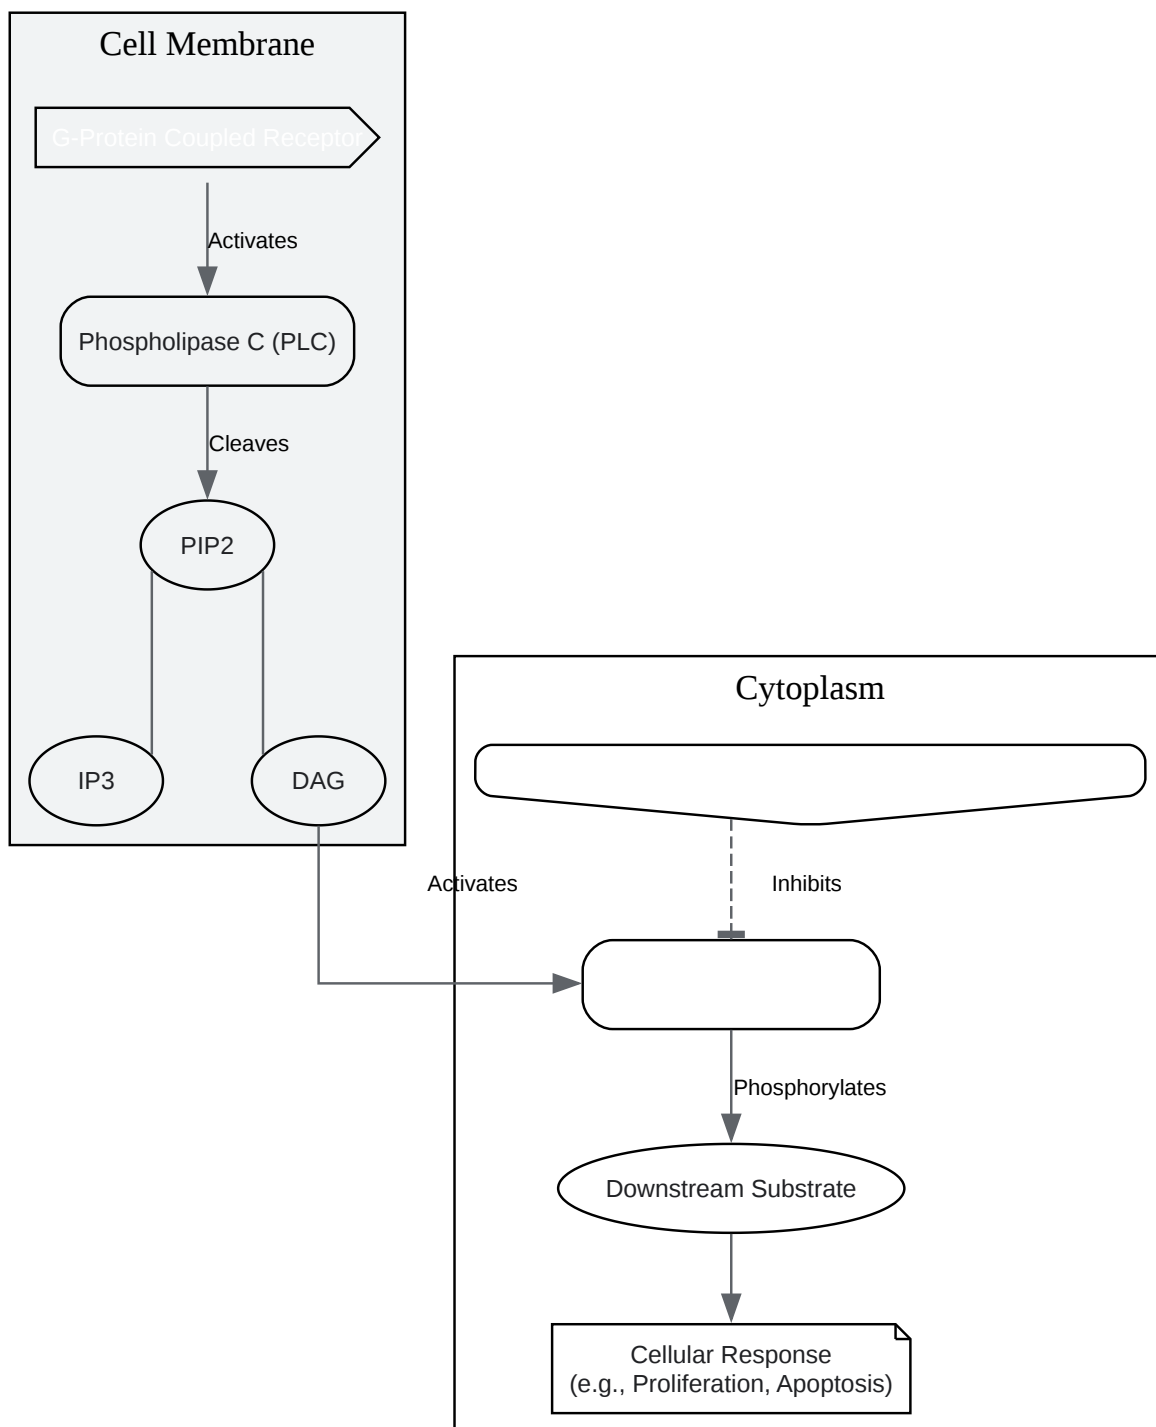 Cell Membrane
G-Protein Coupled Receptor
Activates
Phospholipase C (PLC)
Cleaves
PIP2
IP3
DAG
Cytoplasm
Activates
Inhibits
Phosphorylates
Downstream Substrate
Cellular Response
(e.g., Proliferation, Apoptosis)